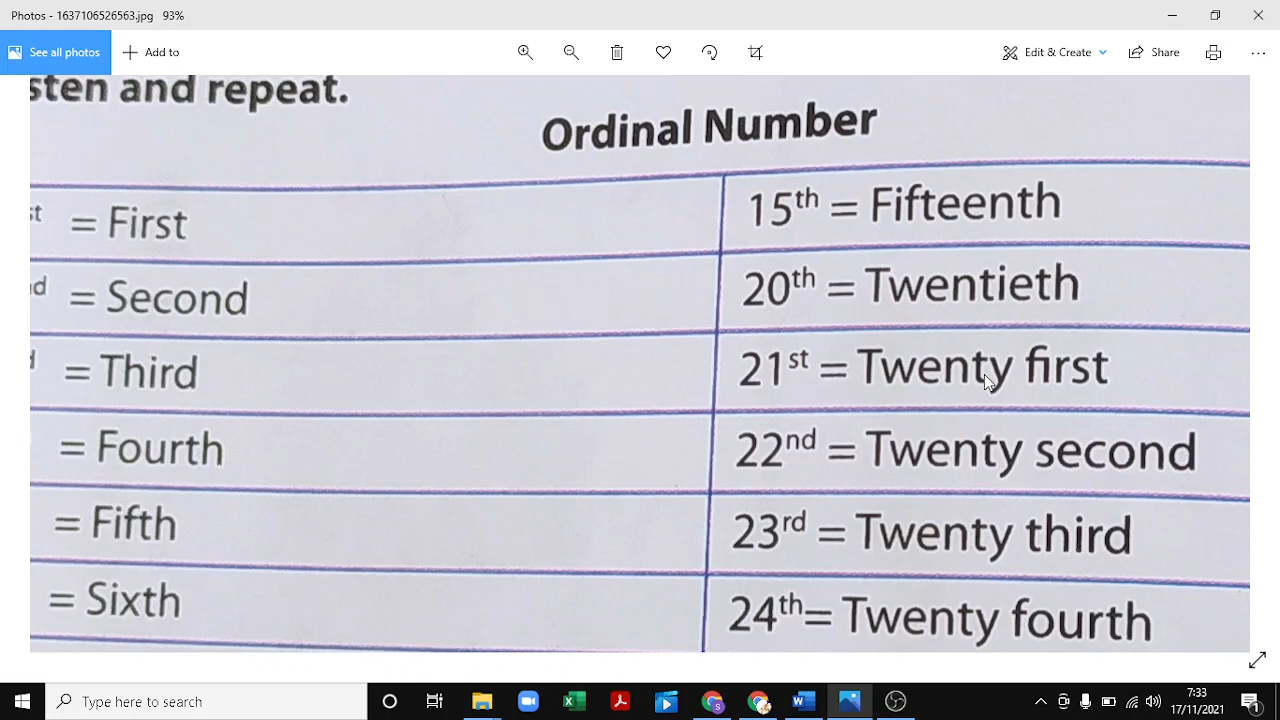 Photos - 1637106526563.jpg 93%
See all photos
Add to
Edit & Create
Share
sten and repeat.
Ordinal Number
st = First
nd = Second
= Third
= Fourth
= Fifth
= Sixth
15th = Fifteenth
20th = Twentieth
21st = Twenty first
22nd = Twenty second
23rd = Twenty third
24th= Twenty fourth
Type here to search
7:33
17/11/2021